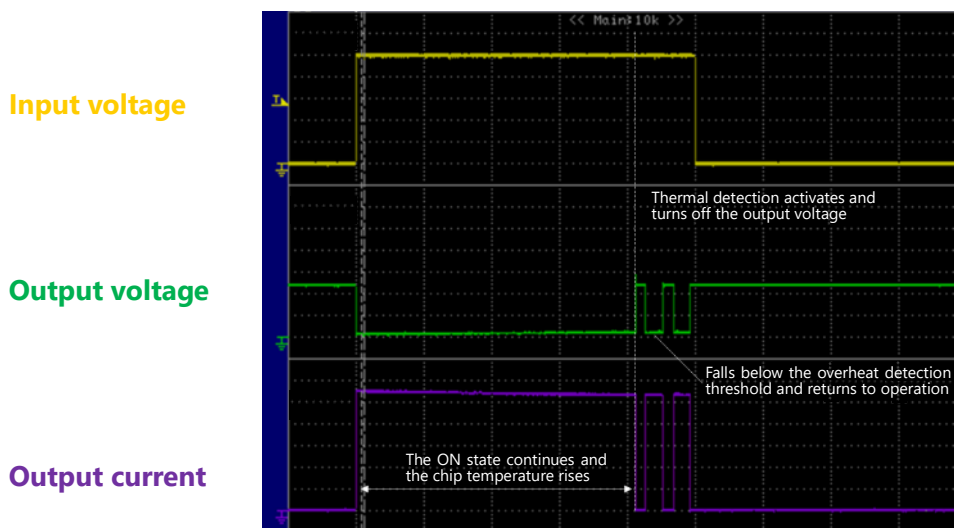 << Main:10k >>
Input voltage
T
Thermal detection activates and
turns off the output voltage
Output voltage
Falls below the overheat detection
threshold and returns to operation
The ON state continues and
the chip temperature rises
Output current